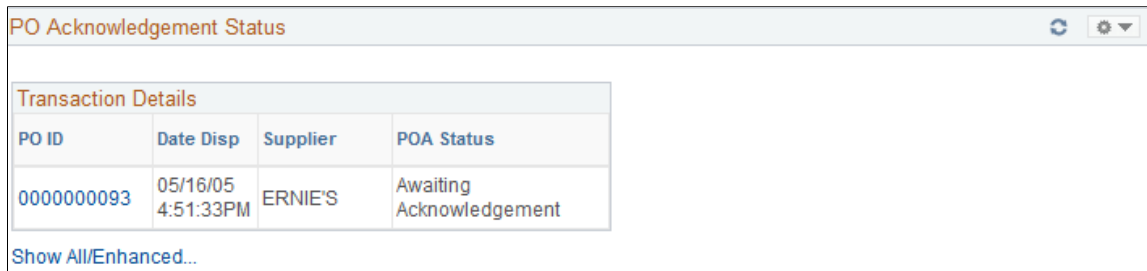 PO Acknowledgement Status
Transaction Details
PO ID Date Disp Supplier POA Status
0000000093 05/16/05 4:51:33PM ERNIE'S Awaiting Acknowledgement
Show All/Enhanced...